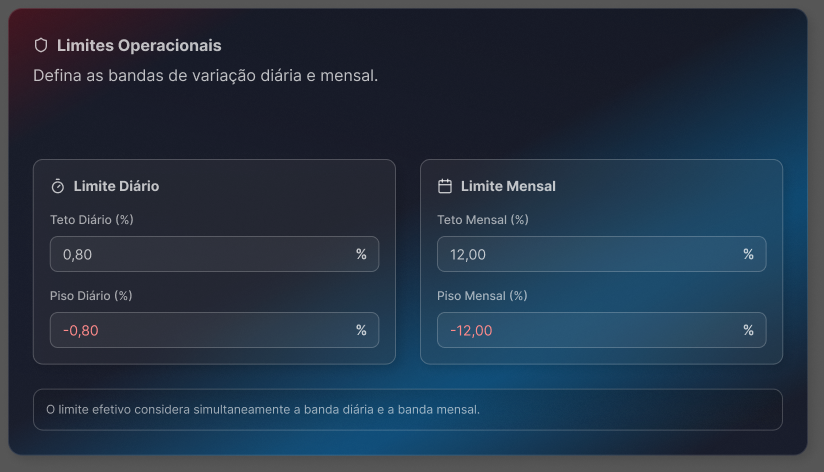 Limites Operacionais
Defina as bandas de variação diária e mensal.
Limite Diário
Teto Diário (%)
0,80 %
Piso Diário (%)
-0,80 %
Limite Mensal
Teto Mensal (%)
12,00 %
Piso Mensal (%)
-12,00 %
O limite efetivo considera simultaneamente a banda diária e a banda mensal.